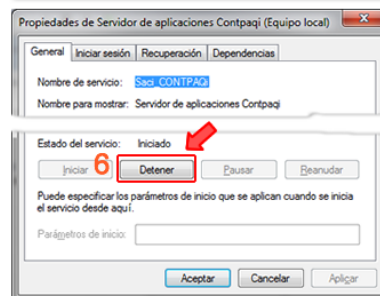 Propiedades de Servidor de aplicaciones Contpaqi (Equipo local)
General Iniciar sesión Recuperación Dependencias
Nombre de servicio: Saci_CONTPAQi
Nombre para mostrar: Servidor de aplicaciones Contpaqi
Estado del servicio: Iniciado
Iniciar 6 Detener Pausar Reanudar
Puede especificar los parámetros de inicio que se aplican cuando se inicia
el servicio desde aquí.
Parámetros de inicio:
Aceptar Cancelar Aplicar